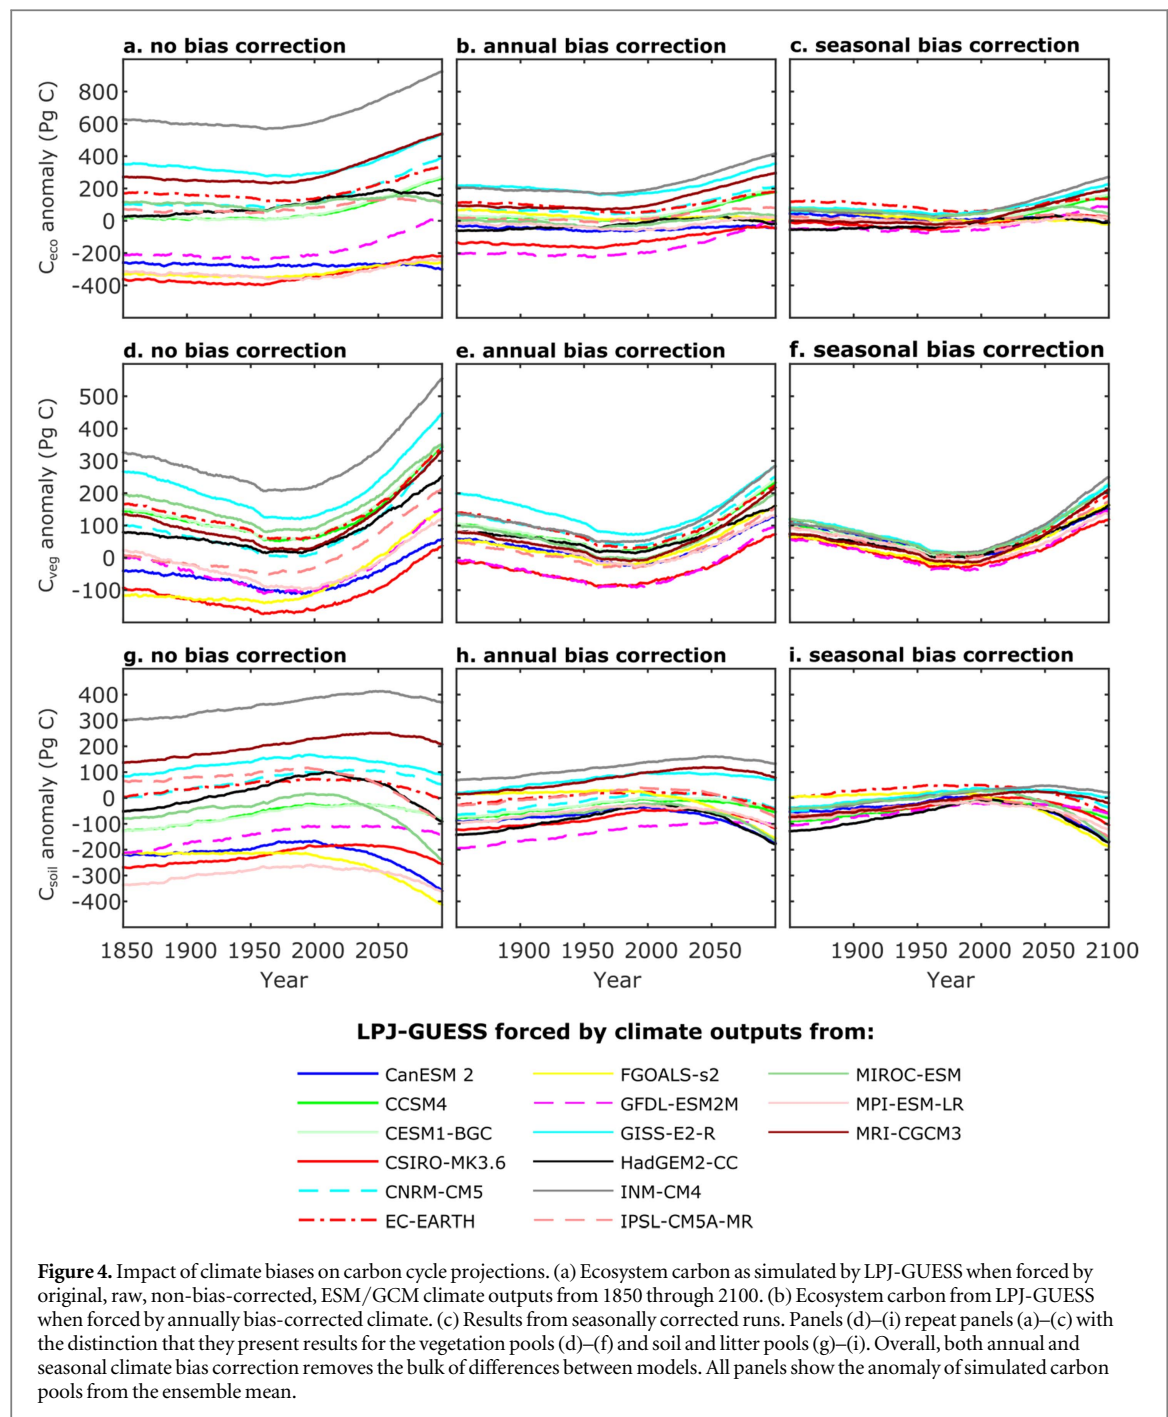 a. no bias correction
b. annual bias correction
c. seasonal bias correction
C_eco anomaly (Pg C)
800
600
400
200
0
-200
-400
d. no bias correction
e. annual bias correction
f. seasonal bias correction
C_veg anomaly (Pg C)
500
400
300
200
100
0
-100
g. no bias correction
h. annual bias correction
i. seasonal bias correction
C_soil anomaly (Pg C)
400
300
200
100
0
-100
-200
-300
-400
1850 1900 1950 2000 2050
1900 1950 2000 2050
1900 1950 2000 2050 2100
Year
Year
Year
LPJ-GUESS forced by climate outputs from:
CanESM 2
CCSM4
CESM1-BGC
CSIRO-MK3.6
CNRM-CM5
EC-EARTH
FGOALS-s2
GFDL-ESM2M
GISS-E2-R
HadGEM2-CC
INM-CM4
IPSL-CM5A-MR
MIROC-ESM
MPI-ESM-LR
MRI-CGCM3
Figure 4. Impact of climate biases on carbon cycle projections. (a) Ecosystem carbon as simulated by LPJ-GUESS when forced by
original, raw, non-bias-corrected, ESM/GCM climate outputs from 1850 through 2100. (b) Ecosystem carbon from LPJ-GUESS
when forced by annually bias-corrected climate. (c) Results from seasonally corrected runs. Panels (d)–(i) repeat panels (a)–(c) with
the distinction that they present results for the vegetation pools (d)–(f) and soil and litter pools (g)–(i). Overall, both annual and
seasonal climate bias correction removes the bulk of differences between models. All panels show the anomaly of simulated carbon
pools from the ensemble mean.